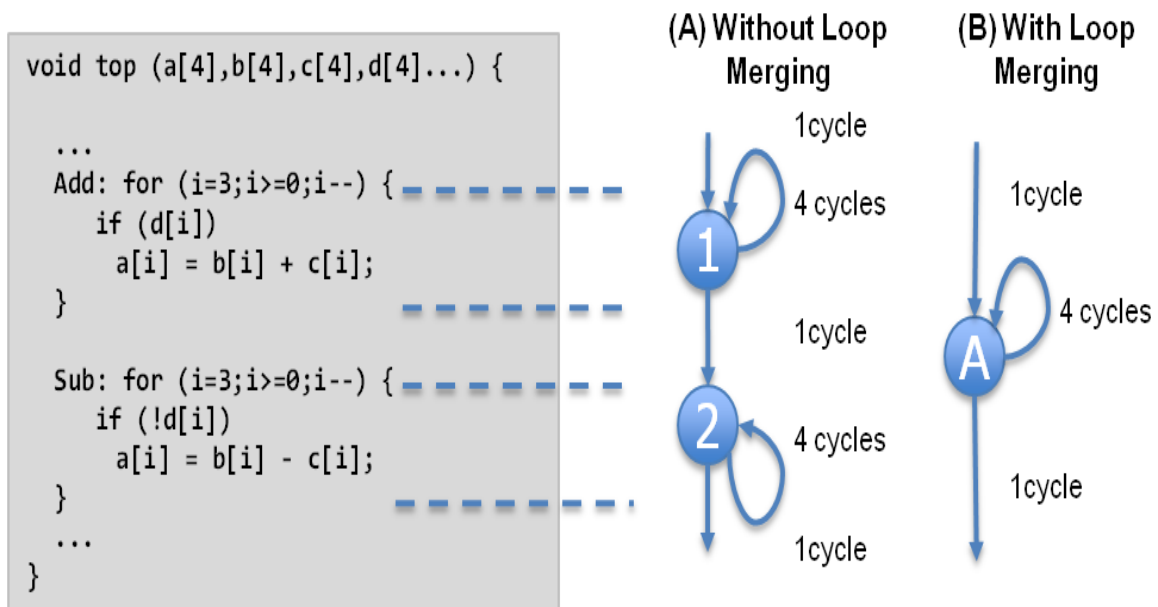 void top (a[4],b[4],c[4],d[4]...) {
...
Add: for (i=3;i>=0;i--) {
if (d[i])
a[i] = b[i] + c[i];
}
Sub: for (i=3;i>=0;i--) {
if (!d[i])
a[i] = b[i] - c[i];
}
...
}
(A) Without Loop
Merging
1cycle
4 cycles
1
1cycle
2
4 cycles
1cycle
(B) With Loop
Merging
1cycle
4 cycles
A
1cycle